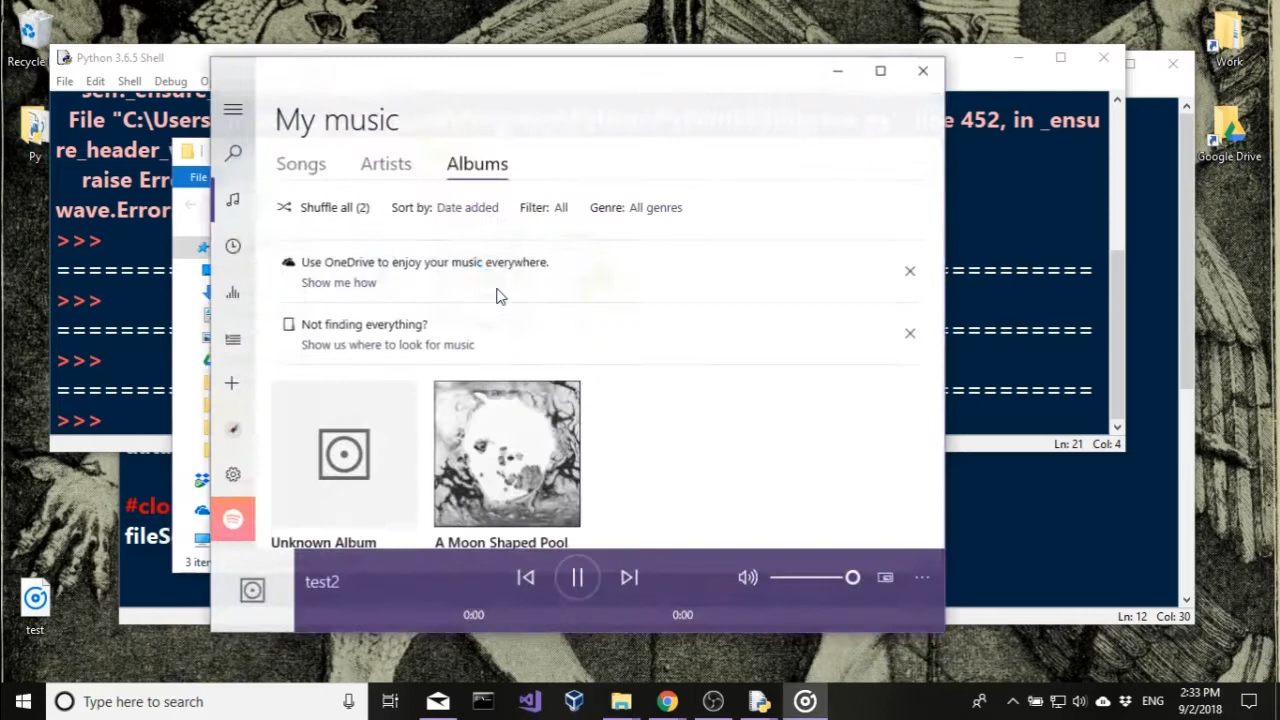 Recycle
Py
test
Work
Google Drive
Python 3.6.5 Shell
File Edit Shell Debug
File "C:\Users
line 452, in _ensu
re_header_
raise Err
wave.Error
>>>
==================
>>>
==================
>>>
==================
>>>
Ln: 21 Col: 4
File
#clo
fileS
Ln: 12 Col: 30
My music
Songs Artists Albums
Shuffle all (2) Sort by: Date added Filter: All Genre: All genres
Use OneDrive to enjoy your music everywhere.
Show me how
Not finding everything?
Show us where to look for music
Unknown Album A Moon Shaped Pool
test2
0:00 0:00
Type here to search
ENG
2:33 PM
9/2/2018